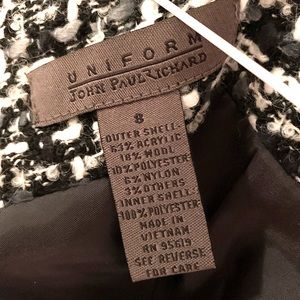 UNIFORM
JOHN PAUL RICHARD
8
OUTER SHELL:
63% ACRYLIC
18% WOOL
10% POLYESTER
6% NYLON
3% OTHERS
INNER SHELL:
100% POLYESTER
MADE IN
VIETNAM
RN 95619
SEE REVERSE
FOR CARE